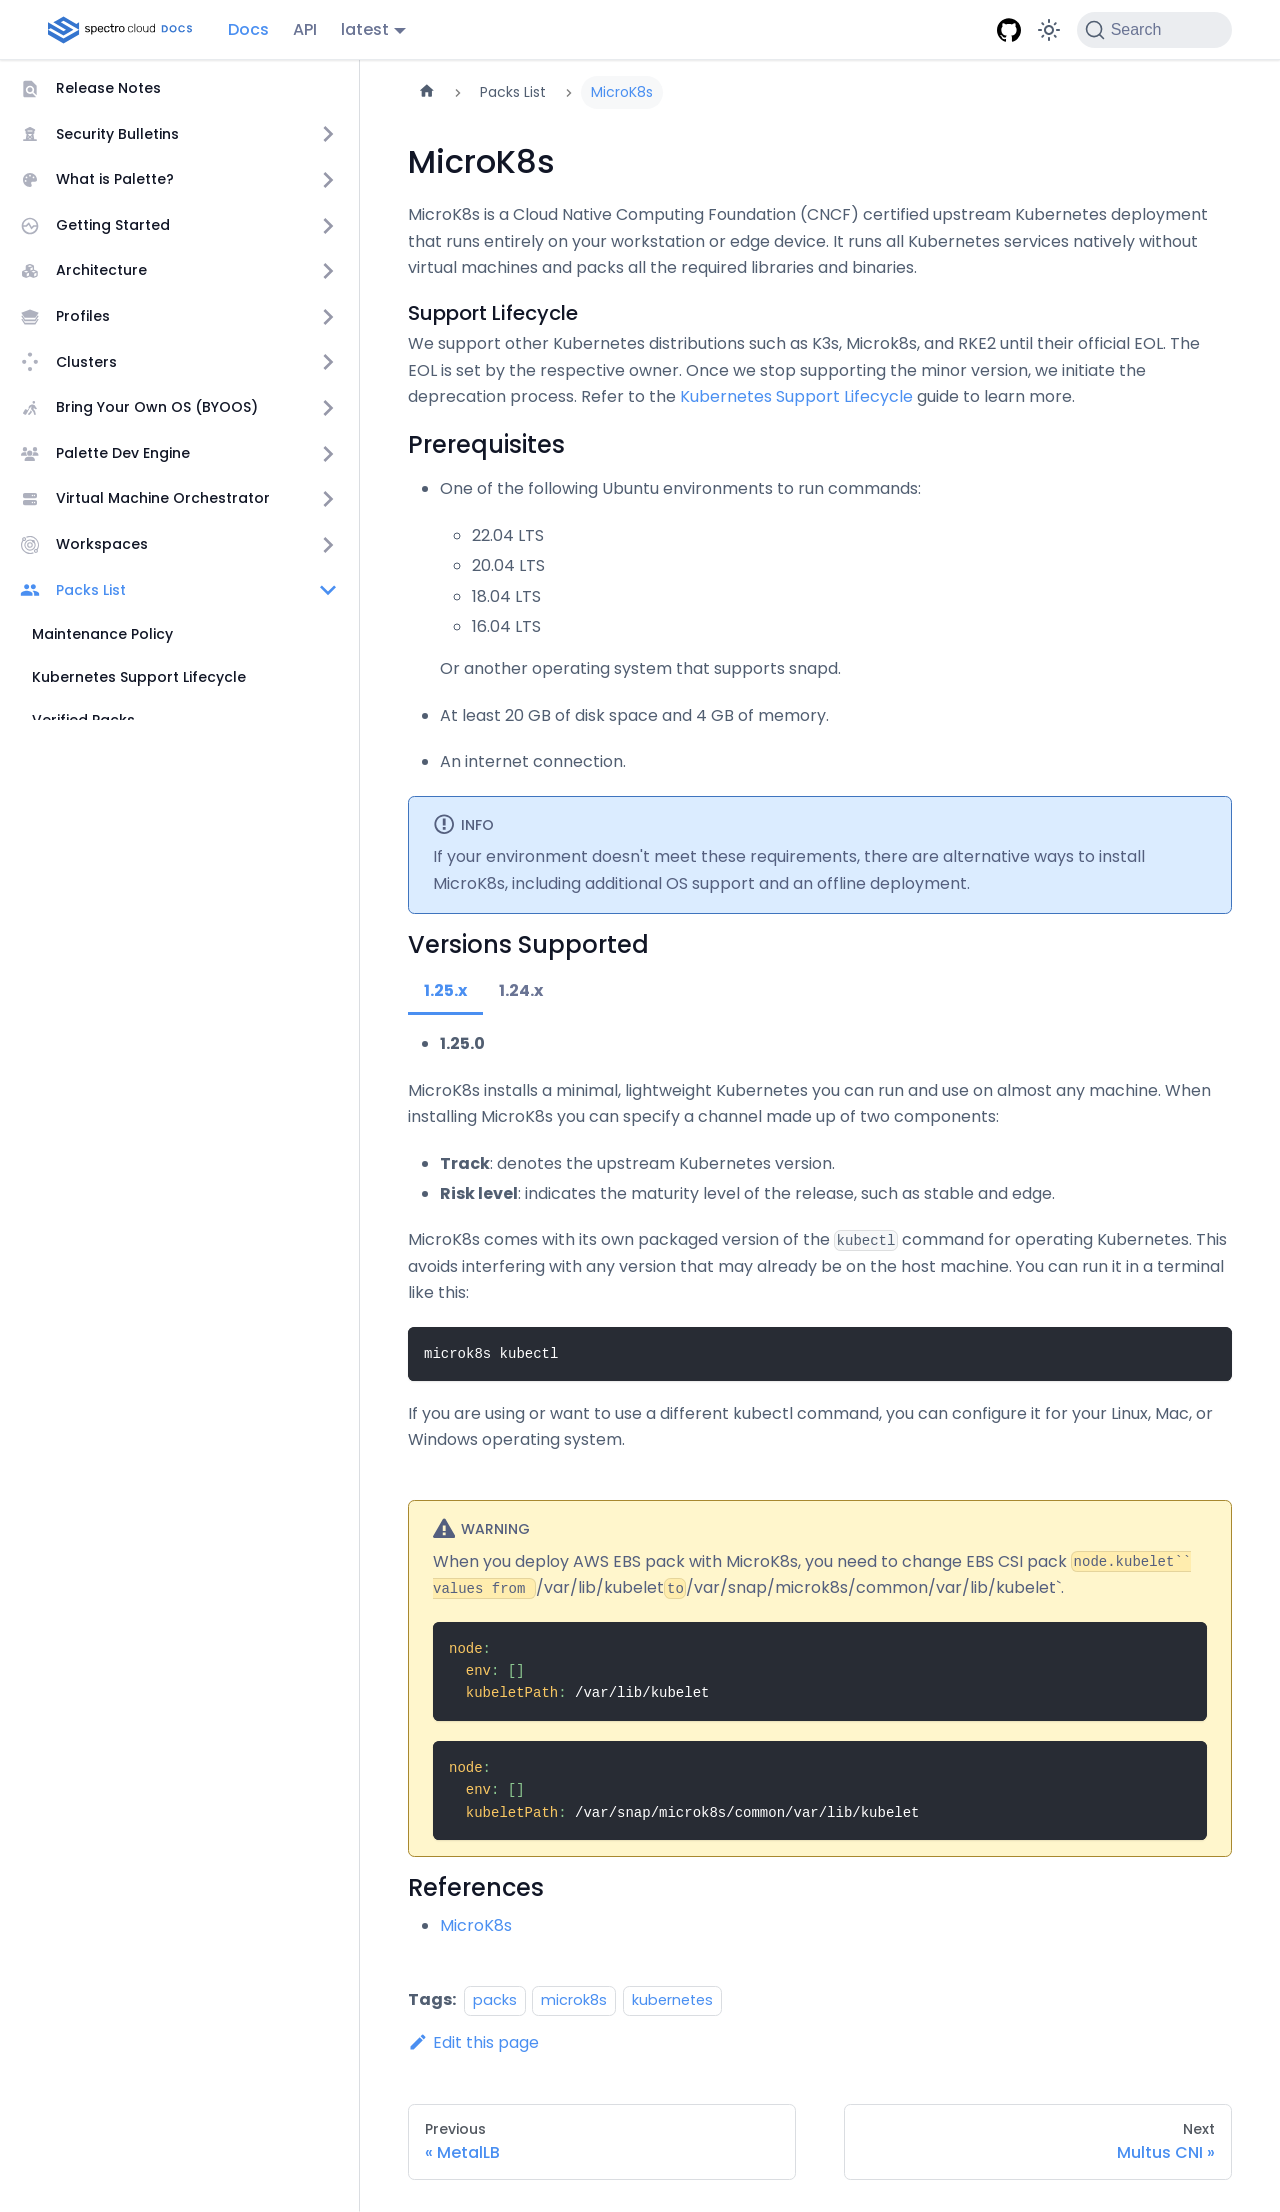 spectro cloud DOCS Docs API latest Search
Release Notes
Security Bulletins
What is Palette?
Getting Started
Architecture
Profiles
Clusters
Bring Your Own OS (BYOOS)
Palette Dev Engine
Virtual Machine Orchestrator
Workspaces
Packs List
Maintenance Policy
Kubernetes Support Lifecycle
Verified Packs
Packs List MicroK8s
MicroK8s
MicroK8s is a Cloud Native Computing Foundation (CNCF) certified upstream Kubernetes deployment
that runs entirely on your workstation or edge device. It runs all Kubernetes services natively without
virtual machines and packs all the required libraries and binaries.
Support Lifecycle
We support other Kubernetes distributions such as K3s, Microk8s, and RKE2 until their official EOL. The
EOL is set by the respective owner. Once we stop supporting the minor version, we initiate the
deprecation process. Refer to the Kubernetes Support Lifecycle guide to learn more.
Prerequisites
One of the following Ubuntu environments to run commands:
22.04 LTS
20.04 LTS
18.04 LTS
16.04 LTS
Or another operating system that supports snapd.
At least 20 GB of disk space and 4 GB of memory.
An internet connection.
INFO
If your environment doesn't meet these requirements, there are alternative ways to install
MicroK8s, including additional OS support and an offline deployment.
Versions Supported
1.25.x 1.24.x
1.25.0
MicroK8s installs a minimal, lightweight Kubernetes you can run and use on almost any machine. When
installing MicroK8s you can specify a channel made up of two components:
Track: denotes the upstream Kubernetes version.
Risk level: indicates the maturity level of the release, such as stable and edge.
MicroK8s comes with its own packaged version of the kubectl command for operating Kubernetes. This
avoids interfering with any version that may already be on the host machine. You can run it in a terminal
like this:
microk8s kubectl
If you are using or want to use a different kubectl command, you can configure it for your Linux, Mac, or
Windows operating system.
WARNING
When you deploy AWS EBS pack with MicroK8s, you need to change EBS CSI pack node.kubelet``
values from /var/lib/kubelet to /var/snap/microk8s/common/var/lib/kubelet`.
node:
  env: []
  kubeletPath: /var/lib/kubelet
node:
  env: []
  kubeletPath: /var/snap/microk8s/common/var/lib/kubelet
References
MicroK8s
Tags: packs microk8s kubernetes
Edit this page
Previous
« MetalLB
Next
Multus CNI »